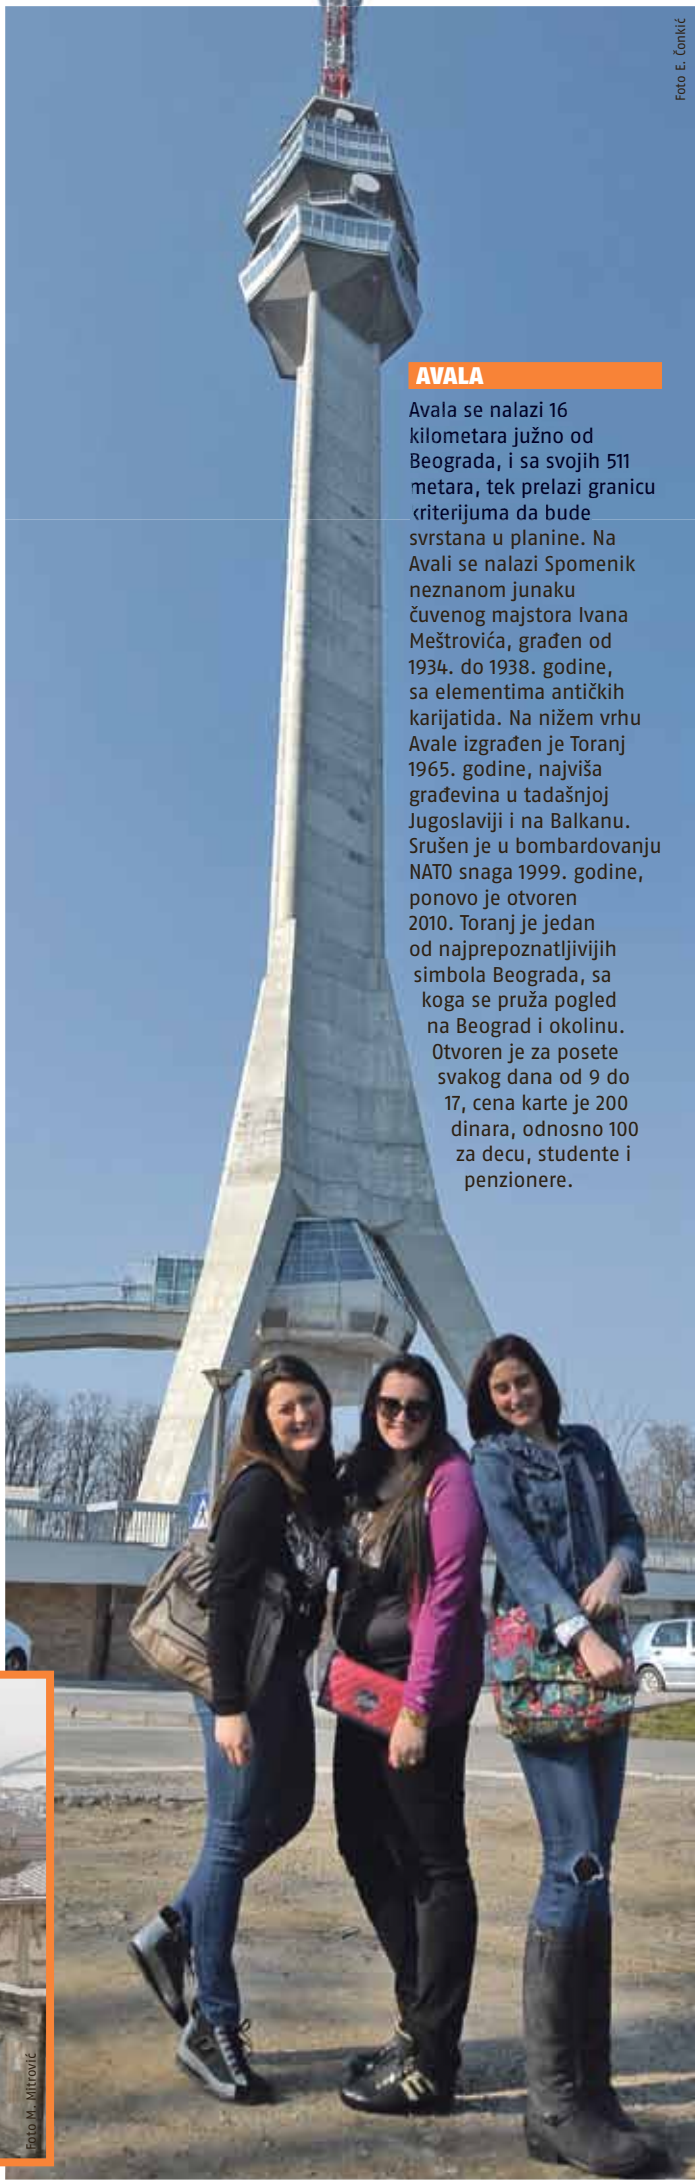 Foto E. Čonkić
AVALA
Avala se nalazi 16
kilometara južno od
Beograda, i sa svojih 511
metara, tek prelazi granicu
kriterijuma da bude
svrstana u planine. Na
Avali se nalazi Spomenik
neznanom junaku
čuvenog majstora Ivana
Meštrovića, građen od
1934. do 1938. godine,
sa elementima antičkih
karijatida. Na nižem vrhu
Avale izgrađen je Toranj
1965. godine, najviša
građevina u tadašnjoj
Jugoslaviji i na Balkanu.
Srušen je u bombardovanju
NATO snaga 1999. godine,
ponovo je otvoren
2010. Toranj je jedan
od najprepoznatljivijih
simbola Beograda, sa
koga se pruža pogled
na Beograd i okolinu.
Otvoren je za posete
svakog dana od 9 do
17, cena karte je 200
dinara, odnosno 100
za decu, studente i
penzionere.
Foto M. Mitrović